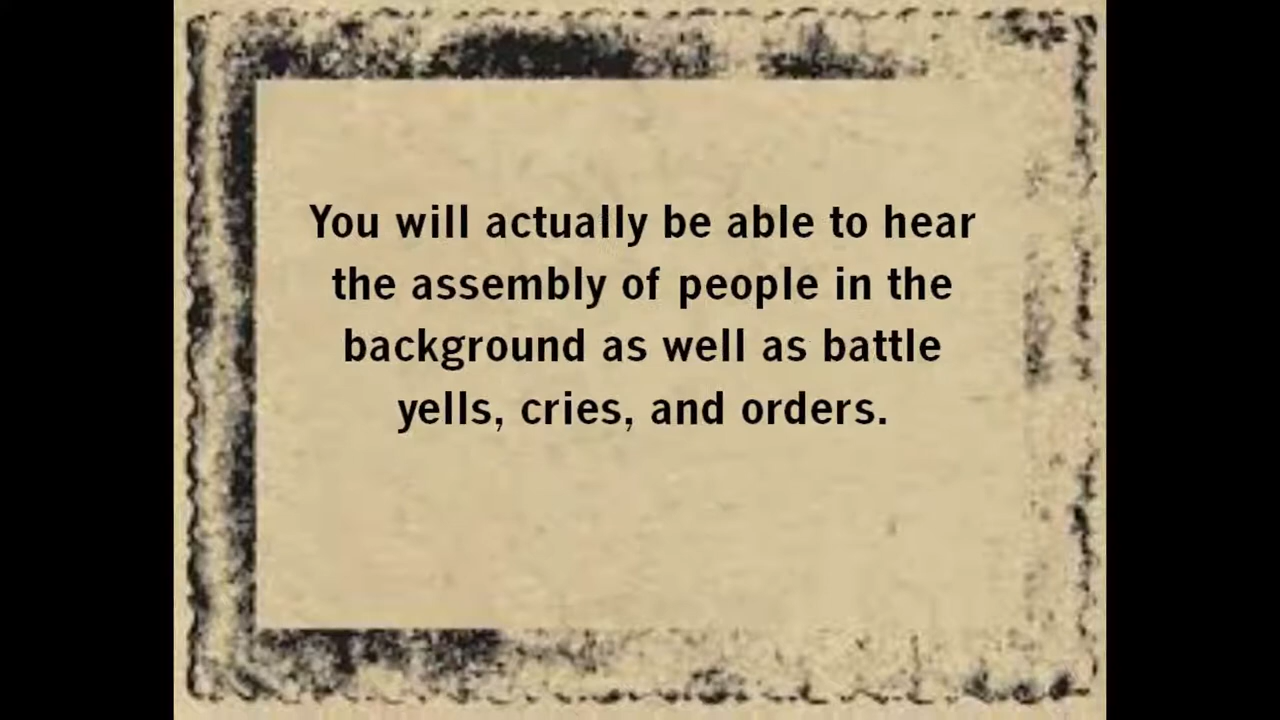 You will actually be able to hear
the assembly of people in the
background as well as battle
yells, cries, and orders.